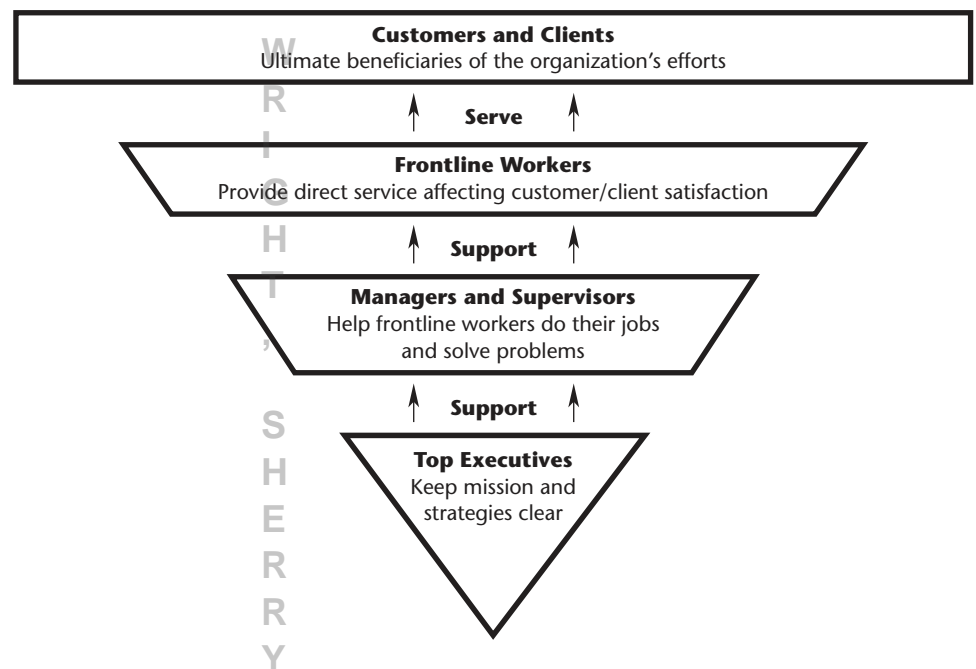 Customers and Clients
Ultimate beneficiaries of the organization’s efforts
Serve
Frontline Workers
Provide direct service affecting customer/client satisfaction
Support
Managers and Supervisors
Help frontline workers do their jobs
and solve problems
Support
Top Executives
Keep mission and
strategies clear
WRIGHT, SHERRY